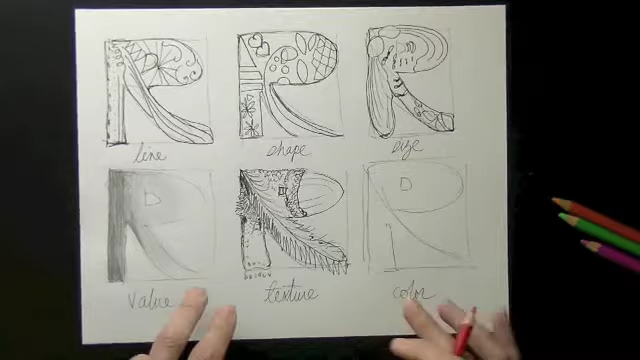 R R R
line shape size
R R R
Value texture color